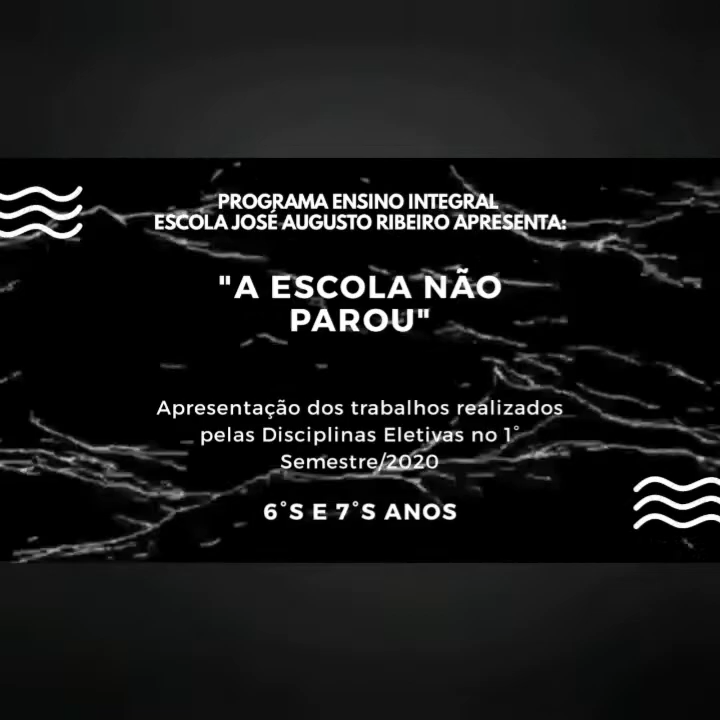 PROGRAMA ENSINO INTEGRAL
ESCOLA JOSÉ AUGUSTO RIBEIRO APRESENTA:
"A ESCOLA NÃO
PAROU"
Apresentação dos trabalhos realizados
pelas Disciplinas Eletivas no 1°
Semestre/2020
6°S E 7°S ANOS